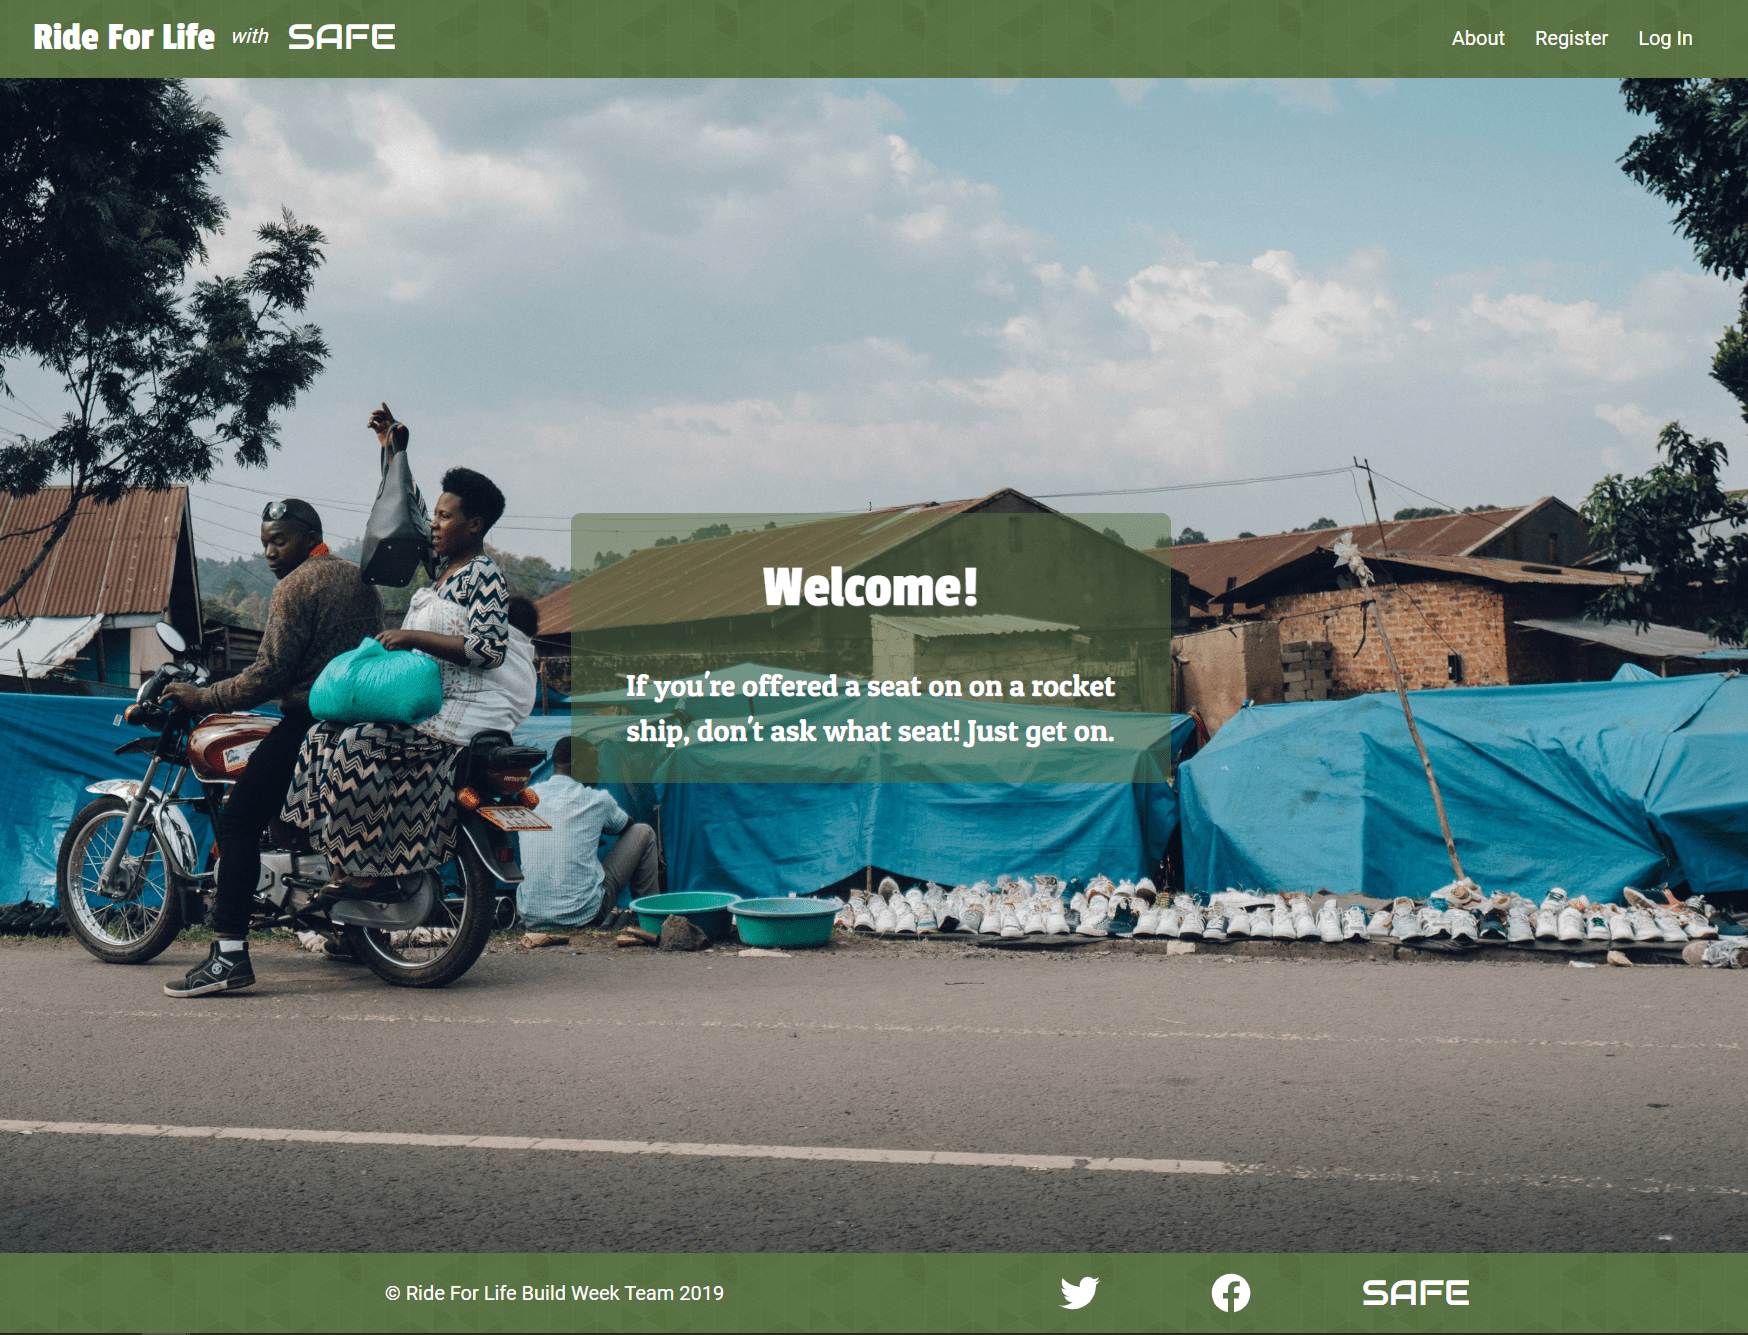 Ride For Life with SAFE
About Register Log In
Welcome!
If you're offered a seat on on a rocket
ship, don't ask what seat! Just get on.
© Ride For Life Build Week Team 2019
SAFE